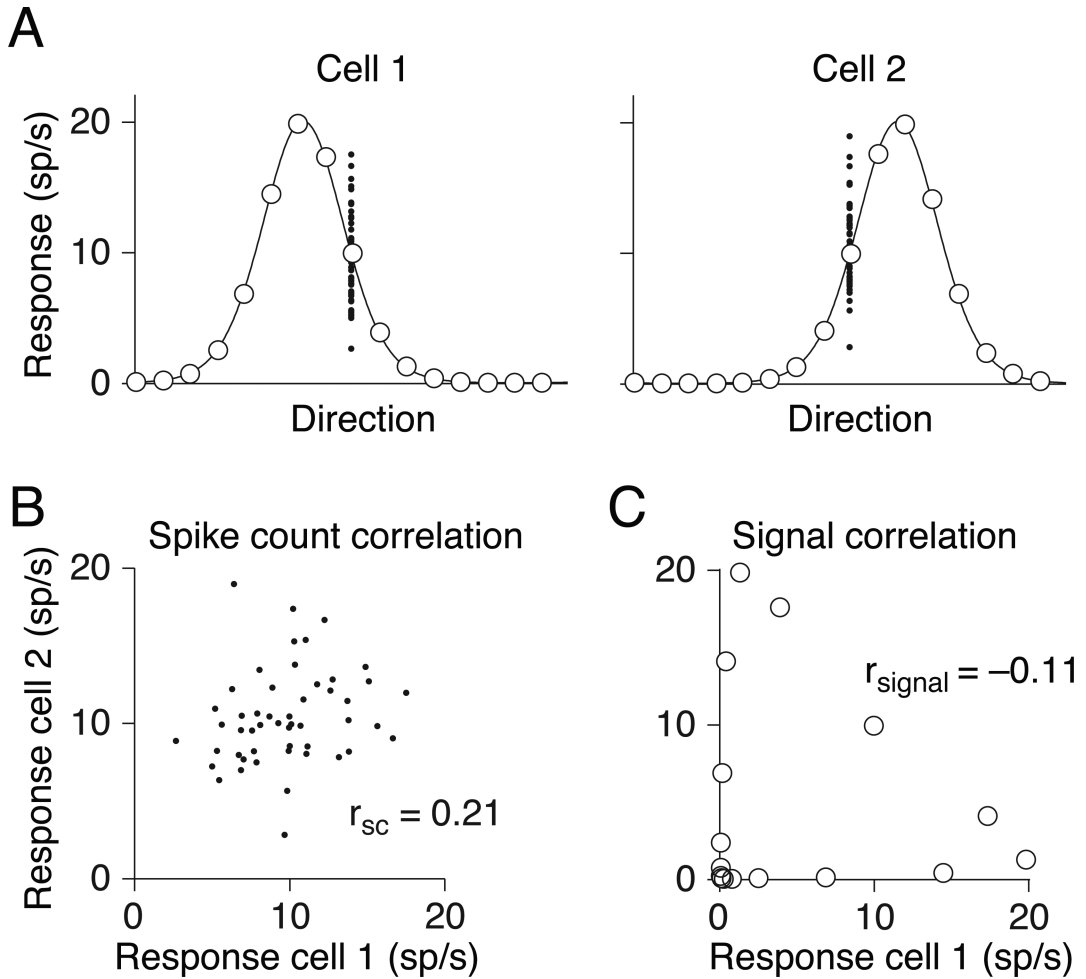 A
Cell 1
Cell 2
Response (sp/s)
20
10
0
Direction
Direction
B
Spike count correlation
Response cell 2 (sp/s)
20
10
0
r_sc = 0.21
0
10
20
Response cell 1 (sp/s)
C
Signal correlation
20
10
0
r_signal = –0.11
0
10
20
Response cell 1 (sp/s)